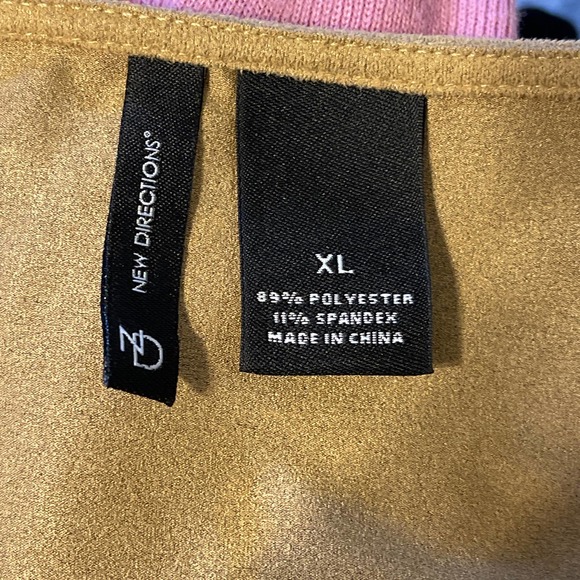 NEW DIRECTIONS®
ND
XL
89% POLYESTER
11% SPANDEX
MADE IN CHINA